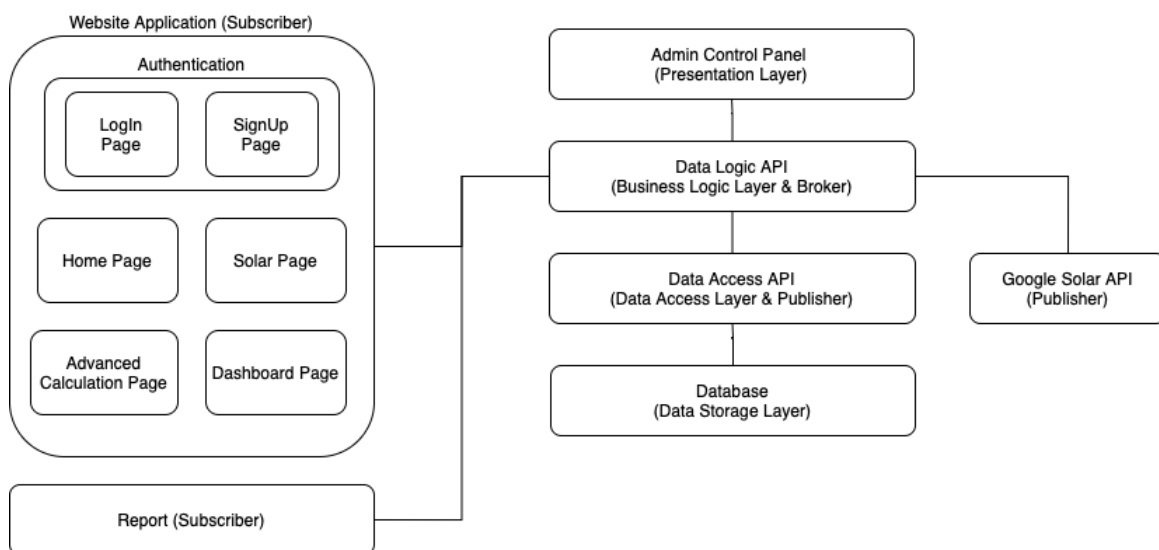 Website Application (Subscriber)
Authentication
LogIn
Page
SignUp
Page
Home Page
Solar Page
Advanced
Calculation Page
Dashboard Page
Report (Subscriber)
Admin Control Panel
(Presentation Layer)
Data Logic API
(Business Logic Layer & Broker)
Data Access API
(Data Access Layer & Publisher)
Database
(Data Storage Layer)
Google Solar API
(Publisher)